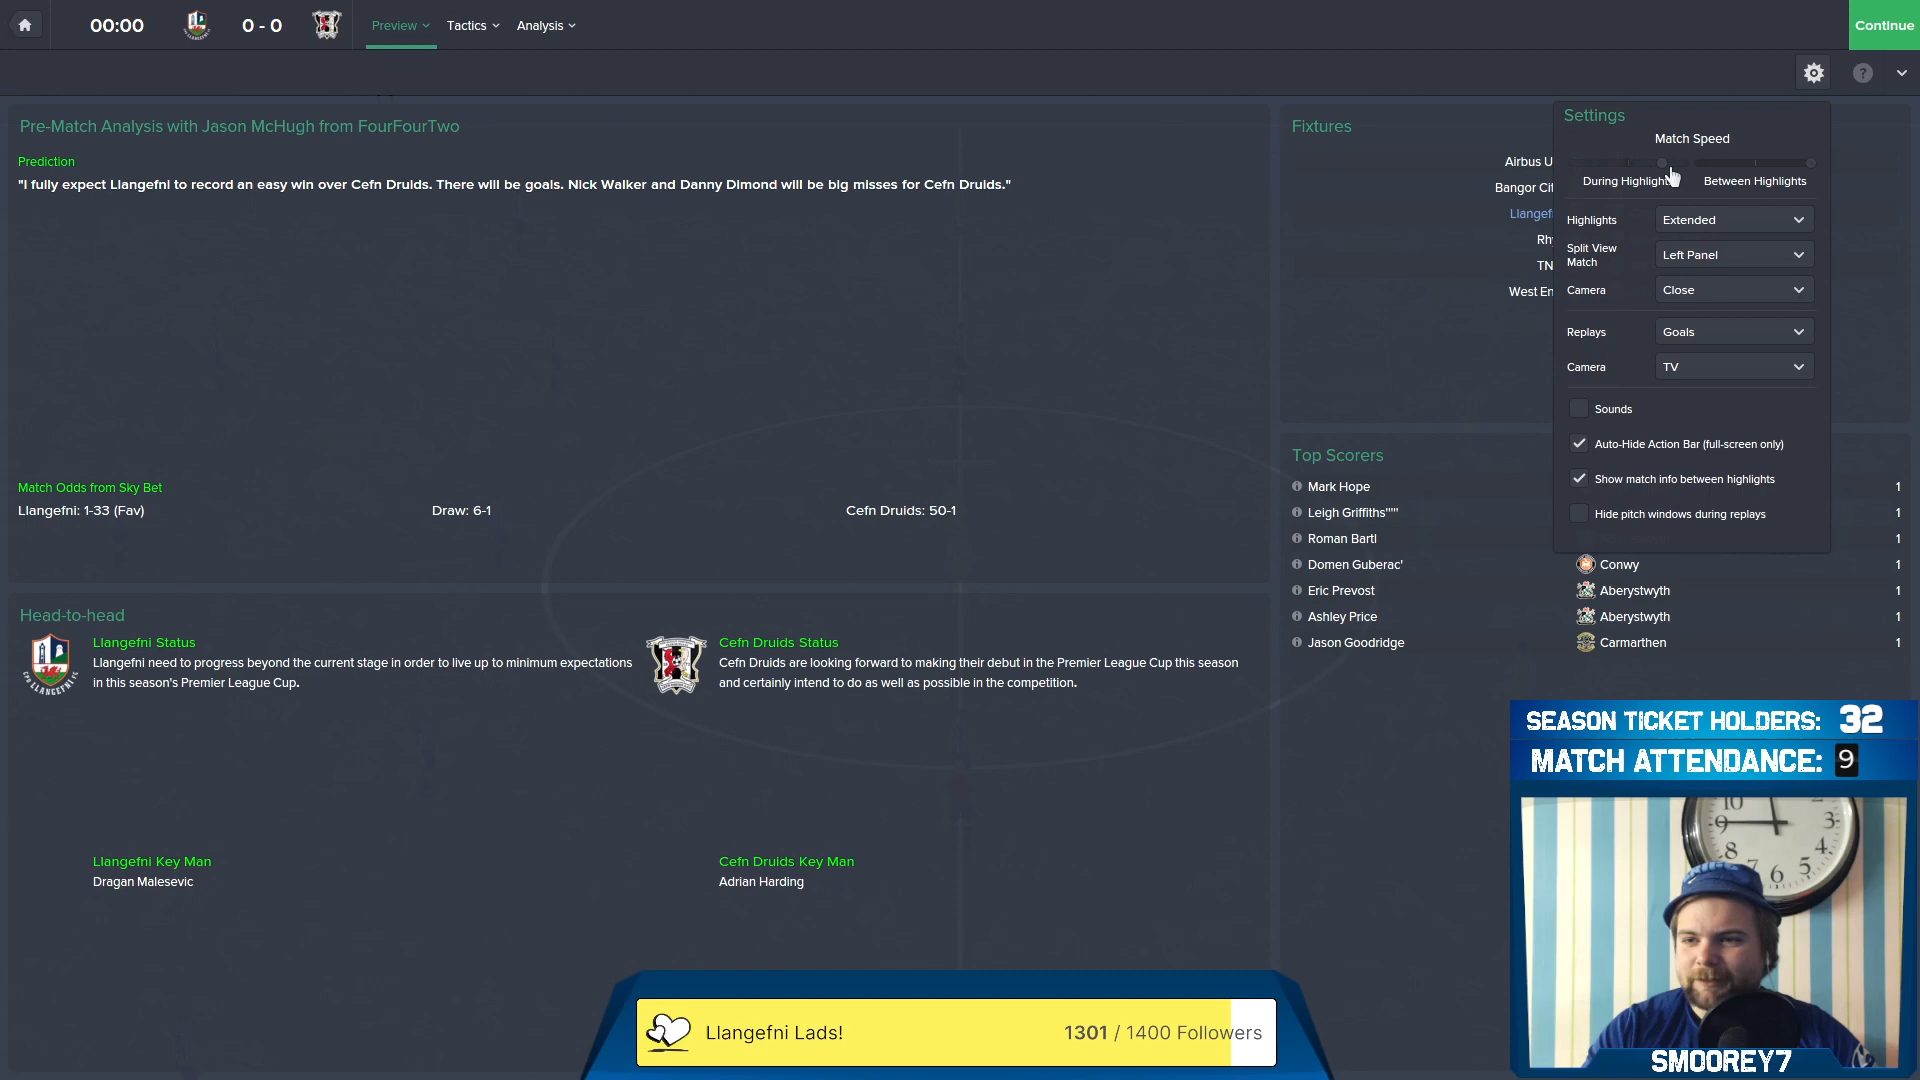 00:00
0 - 0
Preview
Tactics
Analysis
Continue
Pre-Match Analysis with Jason McHugh from FourFourTwo
Prediction
"I fully expect Llangefni to record an easy win over Cefn Druids. There will be goals. Nick Walker and Danny Dimond will be big misses for Cefn Druids."
Match Odds from Sky Bet
Llangefni: 1-33 (Fav)
Draw: 6-1
Cefn Druids: 50-1
Head-to-head
Llangefni Status
Llangefni need to progress beyond the current stage in order to live up to minimum expectations
in this season's Premier League Cup.
Cefn Druids Status
Cefn Druids are looking forward to making their debut in the Premier League Cup this season
and certainly intend to do as well as possible in the competition.
Llangefni Key Man
Dragan Malesevic
Cefn Druids Key Man
Adrian Harding
Fixtures
Airbus U
Bangor Cit
Llangef
Rh
TN
West En
Settings
Match Speed
During Highlight
Between Highlights
Highlights
Extended
Split View
Match
Left Panel
Camera
Close
Replays
Goals
Camera
TV
Sounds
Auto-Hide Action Bar (full-screen only)
Show match info between highlights
Hide pitch windows during replays
Top Scorers
Mark Hope 1
Leigh Griffiths''''' 1
Roman Bartl 1
Domen Guberac' Conwy 1
Eric Prevost Aberystwyth 1
Ashley Price Aberystwyth 1
Jason Goodridge Carmarthen 1
SEASON TICKET HOLDERS: 32
MATCH ATTENDANCE: 9
10
9
3
8
4
7
6
5
SMOOREY7
Llangefni Lads!
1301 / 1400 Followers